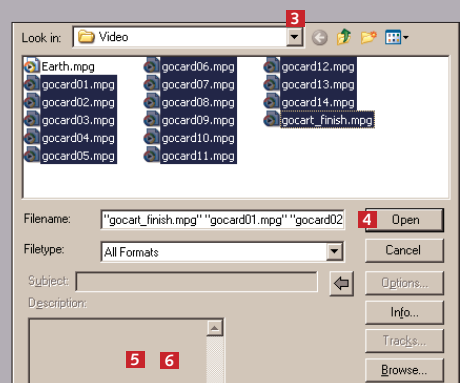 3
Look in: Video
Earth.mpg gocard06.mpg gocard12.mpg
gocard01.mpg gocard07.mpg gocard13.mpg
gocard02.mpg gocard08.mpg gocard14.mpg
gocard03.mpg gocard09.mpg gocart_finish.mpg
gocard04.mpg gocard10.mpg
gocard05.mpg gocard11.mpg
Filename: "gocart_finish.mpg" "gocard01.mpg" "gocard02 4 Open
Filetype: All Formats Cancel
Subject: Options...
Description:
Info...
Tracks...
5 6 Browse...